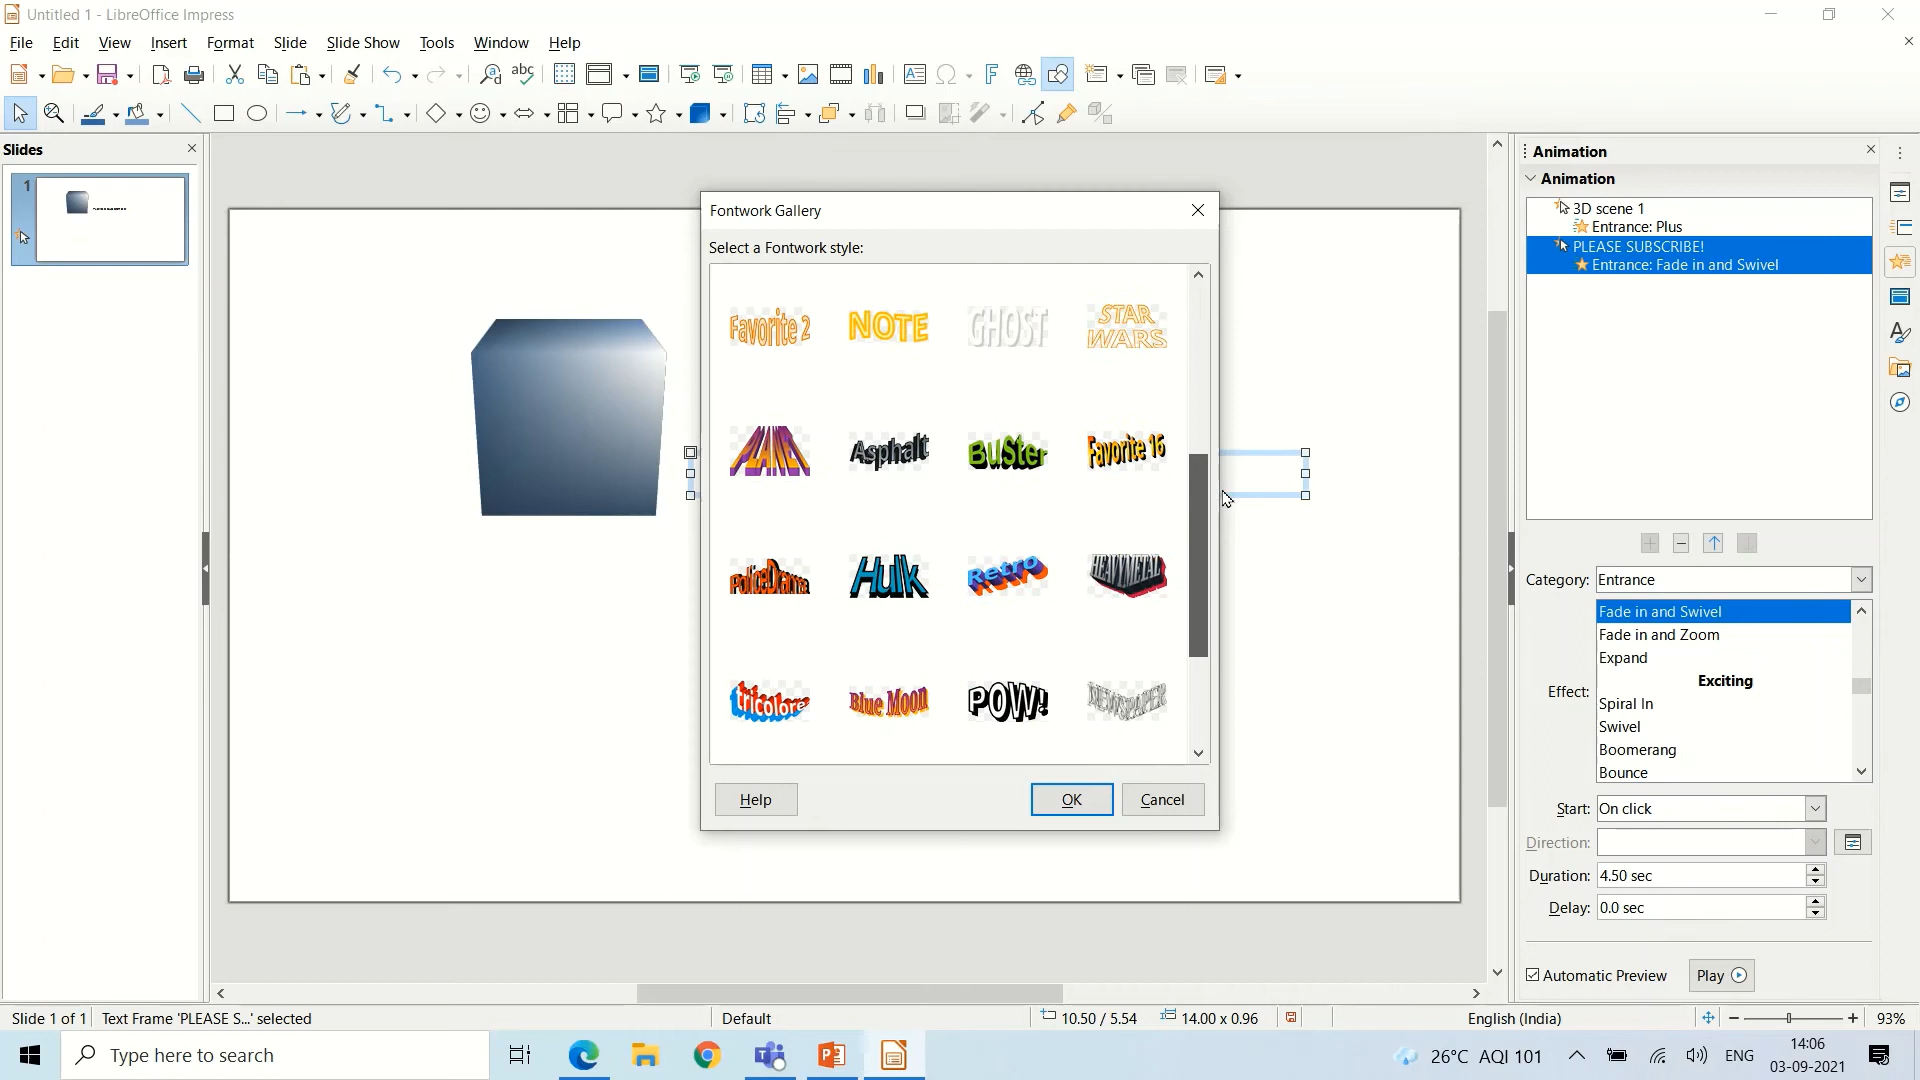 Untitled 1 - LibreOffice Impress
File Edit View Insert Format Slide Slide Show Tools Window Help
Slides
1
Fontwork Gallery
Select a Fontwork style:
Favorite 2 NOTE GHOST STAR WARS
PLANET Asphalt BuSter Favorite 16
PoliceDrama Hulk Retro HEAVYMETAL
tricolore Blue Moon POW! NEWSPAPER
Help OK Cancel
Animation
Animation
3D scene 1
Entrance: Plus
PLEASE SUBSCRIBE!
Entrance: Fade in and Swivel
Category: Entrance
Fade in and Swivel
Fade in and Zoom
Expand
Exciting
Effect:
Spiral In
Swivel
Boomerang
Bounce
Start: On click
Direction:
Duration: 4.50 sec
Delay: 0.0 sec
Automatic Preview Play
Slide 1 of 1 Text Frame 'PLEASE S...' selected Default 10.50 / 5.54 14.00 x 0.96 English (India) 93%
Type here to search
26°C AQI 101 ENG 14:06
03-09-2021